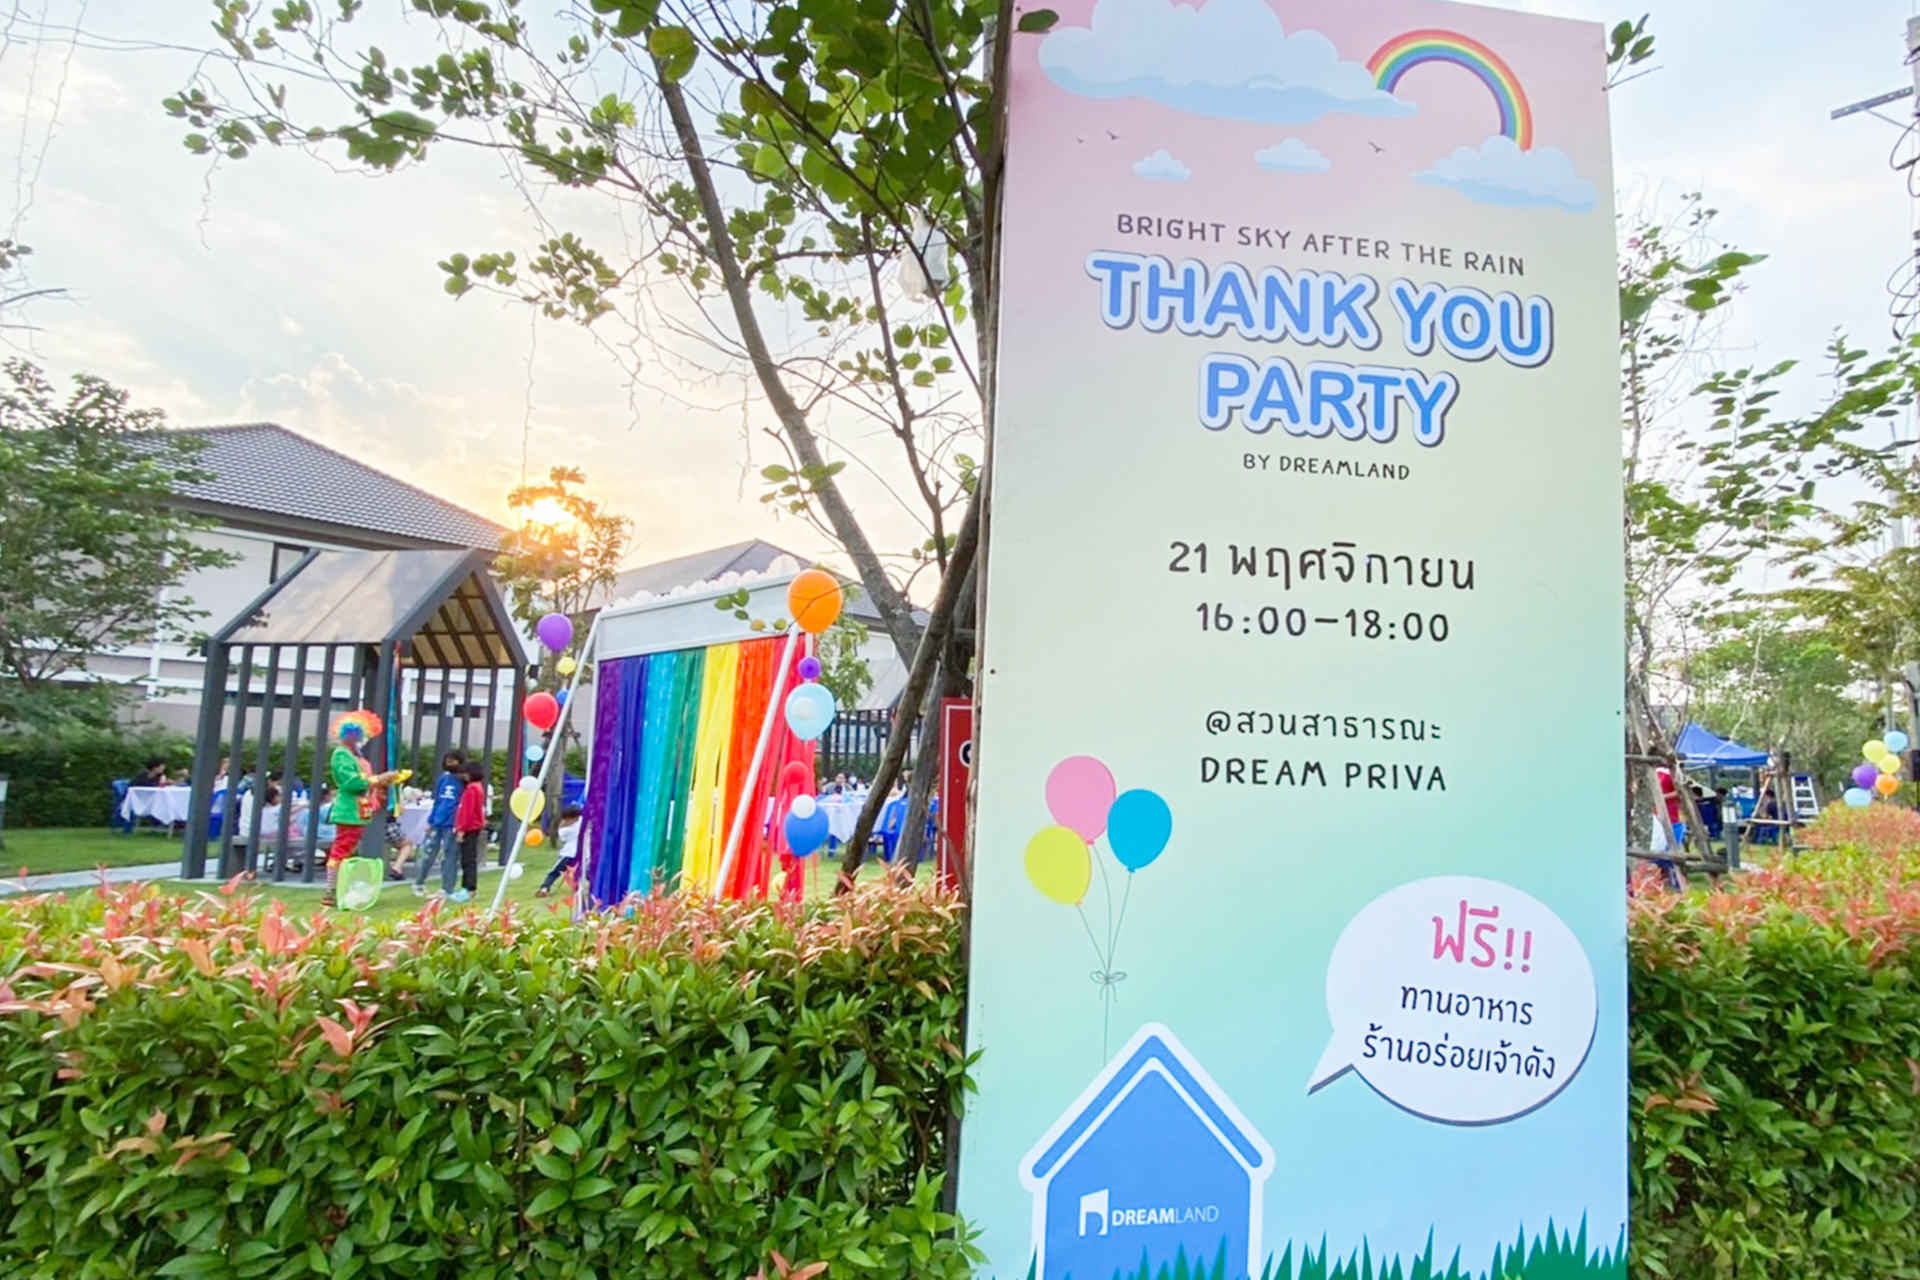 BRIGHT SKY AFTER THE RAIN
THANK YOU
PARTY
BY DREAMLAND
21 พฤศจิกายน
16:00–18:00
@สวนสาธารณะ
DREAM PRIVA
ฟรี!!
ทานอาหาร
ร้านอร่อยเจ้าดัง
DREAMLAND